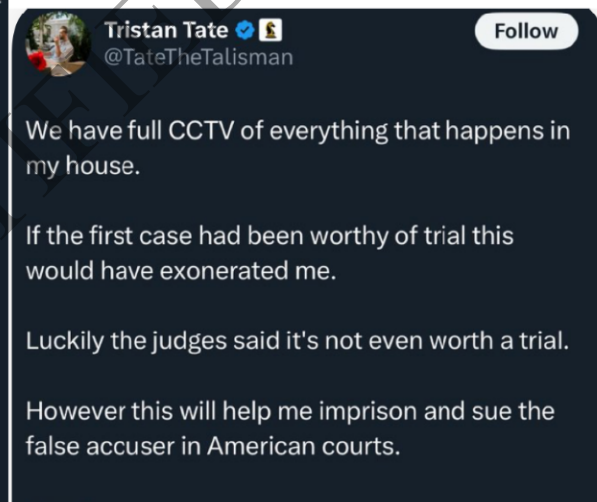 Tristan Tate
Follow
@TateTheTalisman
We have full CCTV of everything that happens in
my house.
If the first case had been worthy of trial this
would have exonerated me.
Luckily the judges said it's not even worth a trial.
However this will help me imprison and sue the
false accuser in American courts.